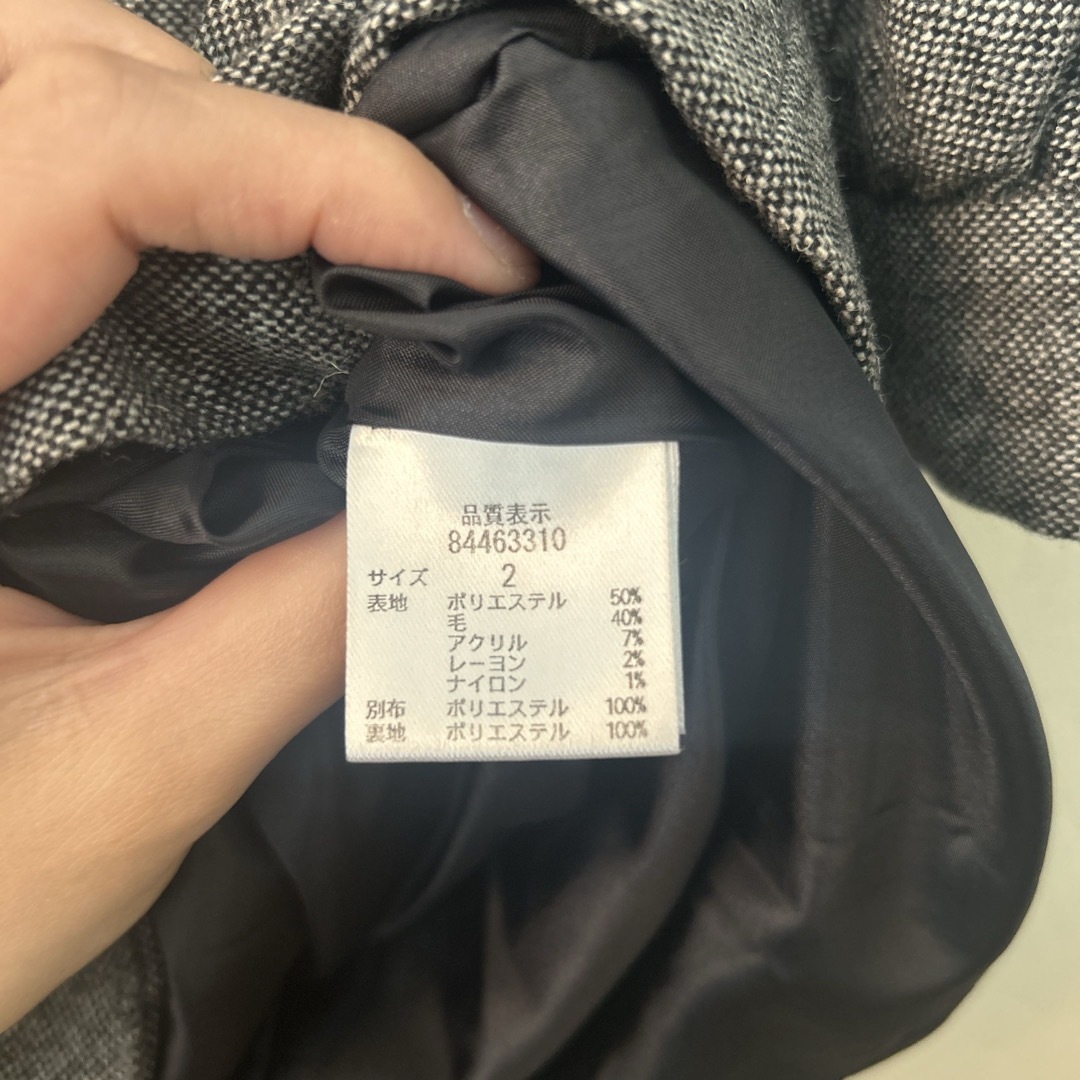 品質表示
84463310
サイズ 2
表地 ポリエステル 50%
毛 40%
アクリル 7%
レーヨン 2%
ナイロン 1%
別布 ポリエステル 100%
裏地 ポリエステル 100%